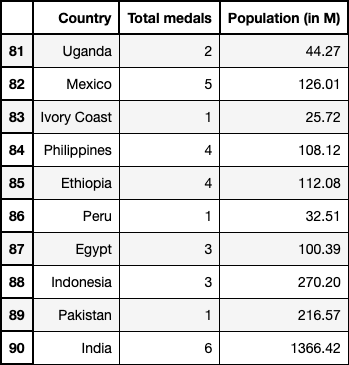 Country Total medals Population (in M)
81 Uganda 2 44.27
82 Mexico 5 126.01
83 Ivory Coast 1 25.72
84 Philippines 4 108.12
85 Ethiopia 4 112.08
86 Peru 1 32.51
87 Egypt 3 100.39
88 Indonesia 3 270.20
89 Pakistan 1 216.57
90 India 6 1366.42